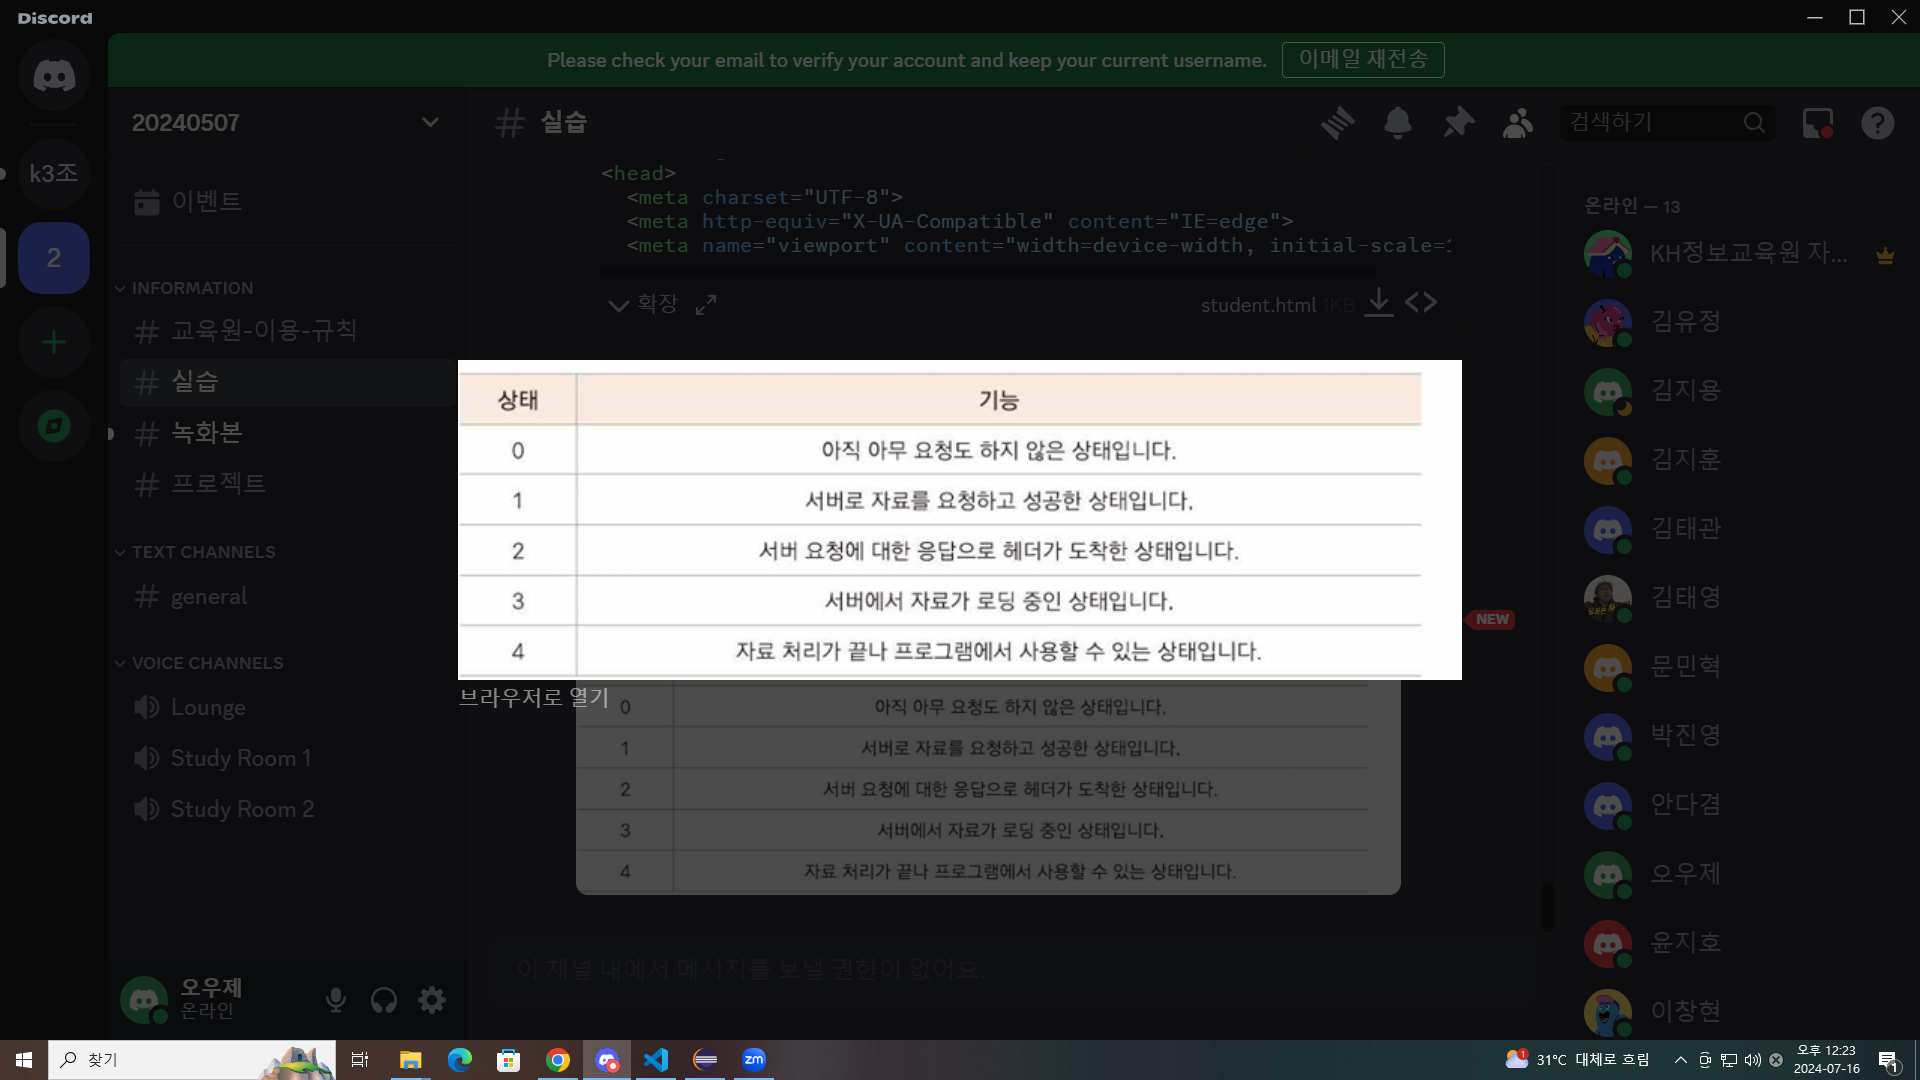 Discord
Please check your email to verify your account and keep your current username. 이메일 재전송
20240507
k3조
2
이벤트
INFORMATION
교육원-이용-규칙
실습
녹화본
프로젝트
TEXT CHANNELS
general
VOICE CHANNELS
Lounge
Study Room 1
Study Room 2
오우제
온라인
실습
검색하기
<head>
<meta charset="UTF-8">
<meta http-equiv="X-UA-Compatible" content="IE=edge">
<meta name="viewport" content="width=device-width, initial-scale=1
확장
student.html 1KB
상태 기능
0 아직 아무 요청도 하지 않은 상태입니다.
1 서버로 자료를 요청하고 성공한 상태입니다.
2 서버 요청에 대한 응답으로 헤더가 도착한 상태입니다.
3 서버에서 자료가 로딩 중인 상태입니다.
4 자료 처리가 끝나 프로그램에서 사용할 수 있는 상태입니다.
NEW
브라우저로 열기
0 아직 아무 요청도 하지 않은 상태입니다.
1 서버로 자료를 요청하고 성공한 상태입니다.
2 서버 요청에 대한 응답으로 헤더가 도착한 상태입니다.
3 서버에서 자료가 로딩 중인 상태입니다.
4 자료 처리가 끝나 프로그램에서 사용할 수 있는 상태입니다.
이 채널 내에서 메시지를 보낼 권한이 없어요.
온라인 — 13
KH정보교육원 자...
김유정
김지용
김지훈
김태관
김태영
문민혁
박진영
안다겸
오우제
윤지호
이창현
찾기
zm
1
31°C 대체로 흐림
오후 12:23
2024-07-16
1